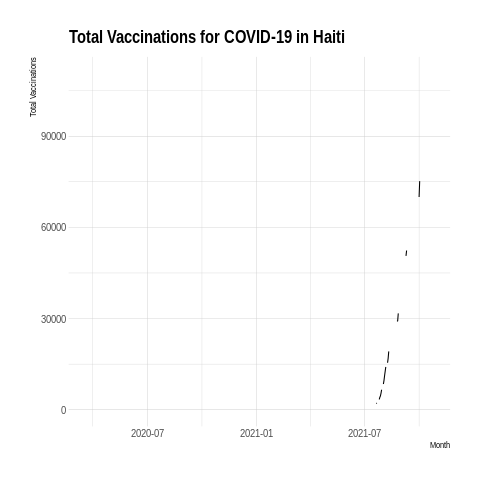 Total Vaccinations for COVID-19 in Haiti
Total Vaccinations
90000
60000
30000
0
2020-07 2021-01 2021-07
Month